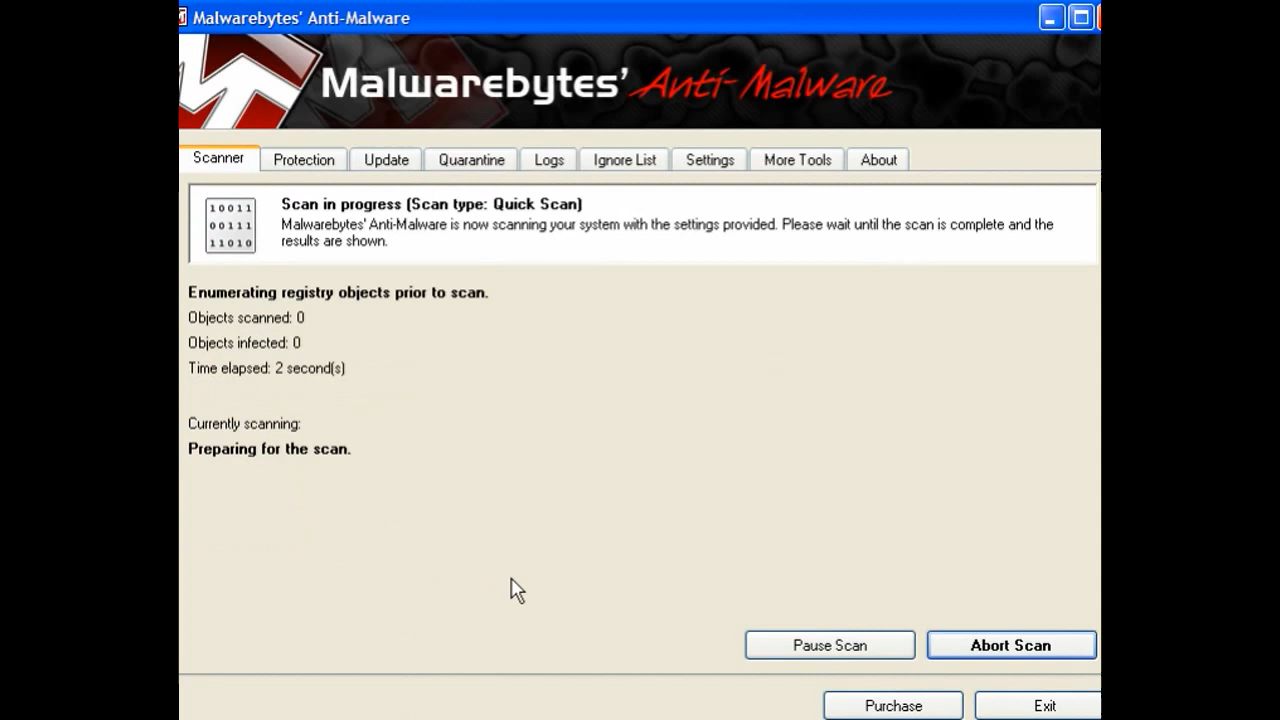 Malwarebytes' Anti-Malware
Malwarebytes' Anti-Malware
Scanner
Protection
Update
Quarantine
Logs
Ignore List
Settings
More Tools
About
10011
00111
11010
Scan in progress (Scan type: Quick Scan)
Malwarebytes' Anti-Malware is now scanning your system with the settings provided. Please wait until the scan is complete and the
results are shown.
Enumerating registry objects prior to scan.
Objects scanned: 0
Objects infected: 0
Time elapsed: 2 second(s)
Currently scanning:
Preparing for the scan.
Pause Scan
Abort Scan
Purchase
Exit